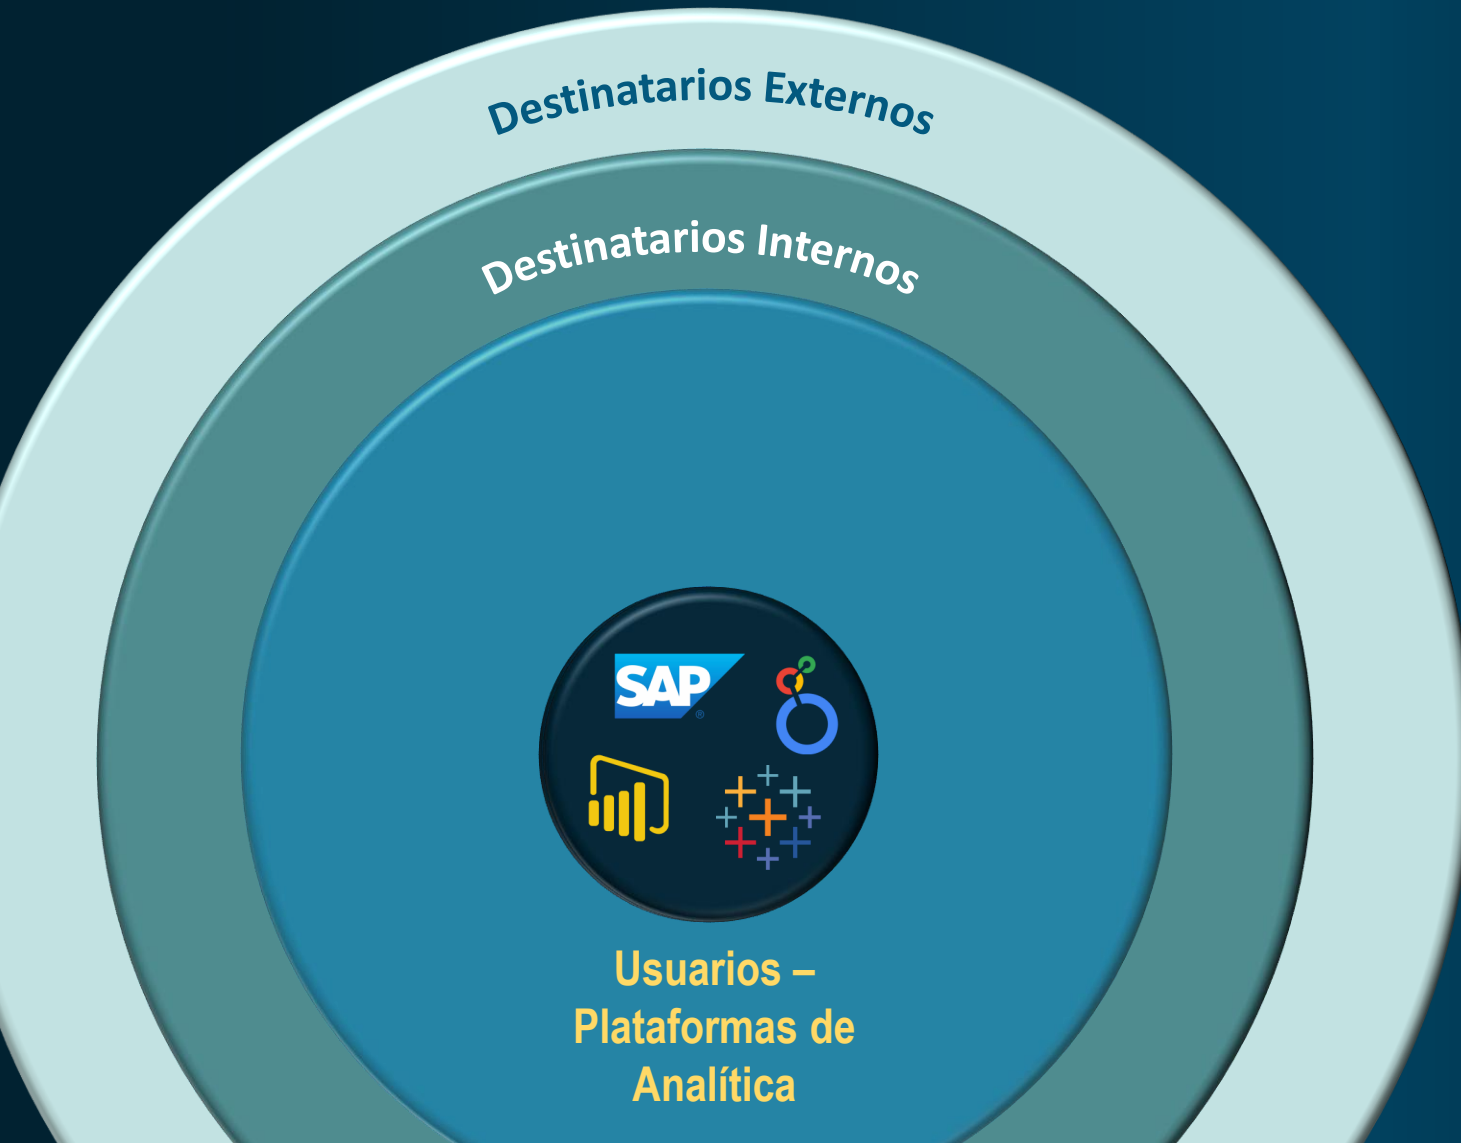 Destinatarios Externos
Destinatarios Internos
SAP
®
Usuarios –
Plataformas de
Analítica